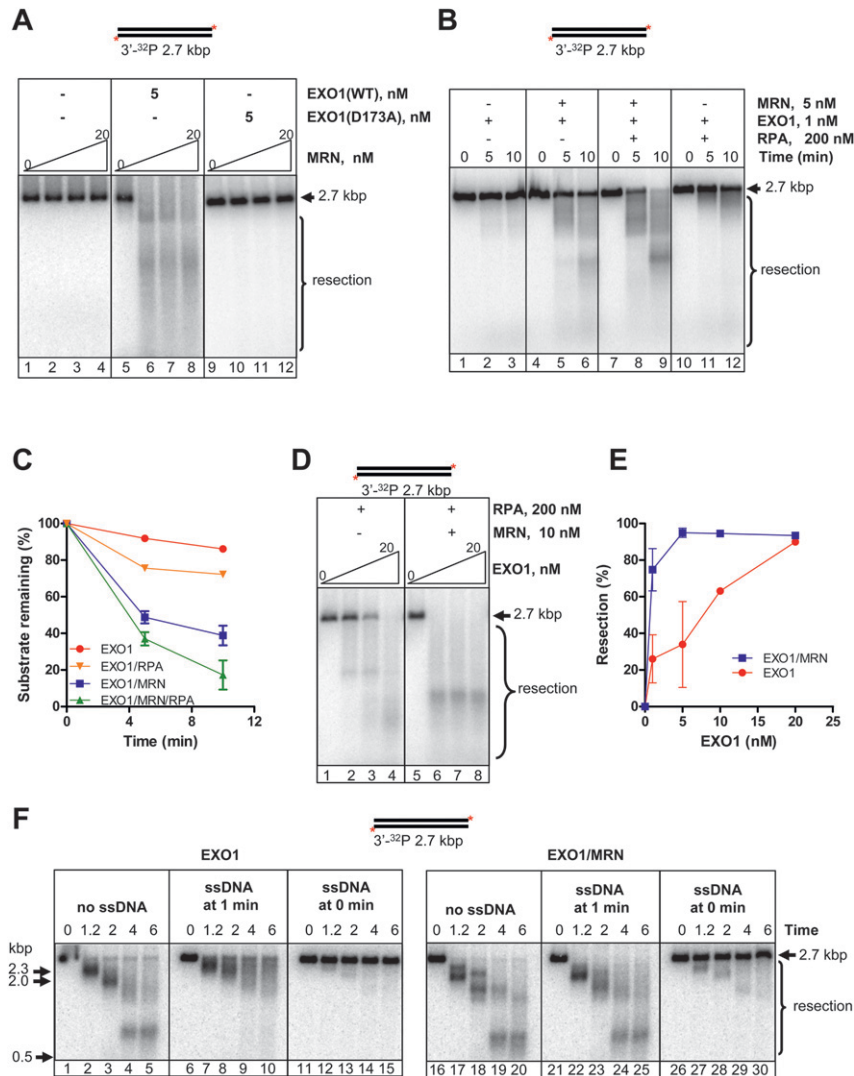 A
3'-³²P 2.7 kbp
- 5 - EXO1(WT), nM
- - 5 EXO1(D173A), nM
0 20 0 20 0 20 MRN, nM
2.7 kbp
resection
1 2 3 4 5 6 7 8 9 10 11 12
B
3'-³²P 2.7 kbp
- + + - MRN, 5 nM
+ + + + EXO1, 1 nM
- - + + RPA, 200 nM
0 5 10 0 5 10 0 5 10 0 5 10 Time (min)
2.7 kbp
resection
1 2 3 4 5 6 7 8 9 10 11 12
C
Substrate remaining (%)
100
80
60
40
20
0
EXO1
EXO1/RPA
EXO1/MRN
EXO1/MRN/RPA
0 4 8 12
Time (min)
D
3'-³²P 2.7 kbp
+ + RPA, 200 nM
- + MRN, 10 nM
0 20 0 20 EXO1, nM
2.7 kbp
resection
1 2 3 4 5 6 7 8
E
Resection (%)
100
80
60
40
20
0
EXO1/MRN
EXO1
0 5 10 15 20 25
EXO1 (nM)
F
3'-³²P 2.7 kbp
EXO1
no ssDNA
ssDNA
at 1 min
ssDNA
at 0 min
0 1.2 2 4 6 0 1.2 2 4 6 0 1.2 2 4 6
kbp
2.3
2.0
0.5
1 2 3 4 5 6 7 8 9 10 11 12 13 14 15
EXO1/MRN
no ssDNA
ssDNA
at 1 min
ssDNA
at 0 min
0 1.2 2 4 6 0 1.2 2 4 6 0 1.2 2 4 6 Time
2.7 kbp
resection
16 17 18 19 20 21 22 23 24 25 26 27 28 29 30